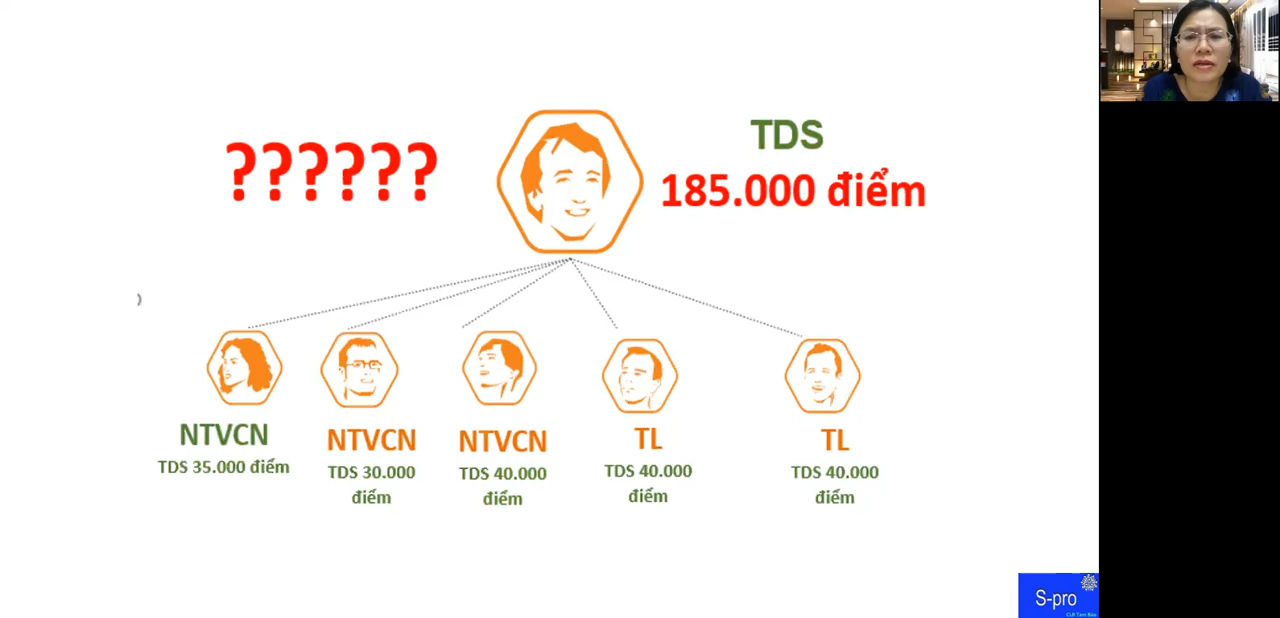 ??????
TDS
185.000 điểm
)
NTVCN
TDS 35.000 điểm
NTVCN
TDS 30.000
điểm
NTVCN
TDS 40.000
điểm
TL
TDS 40.000
điểm
TL
TDS 40.000
điểm
S-pro